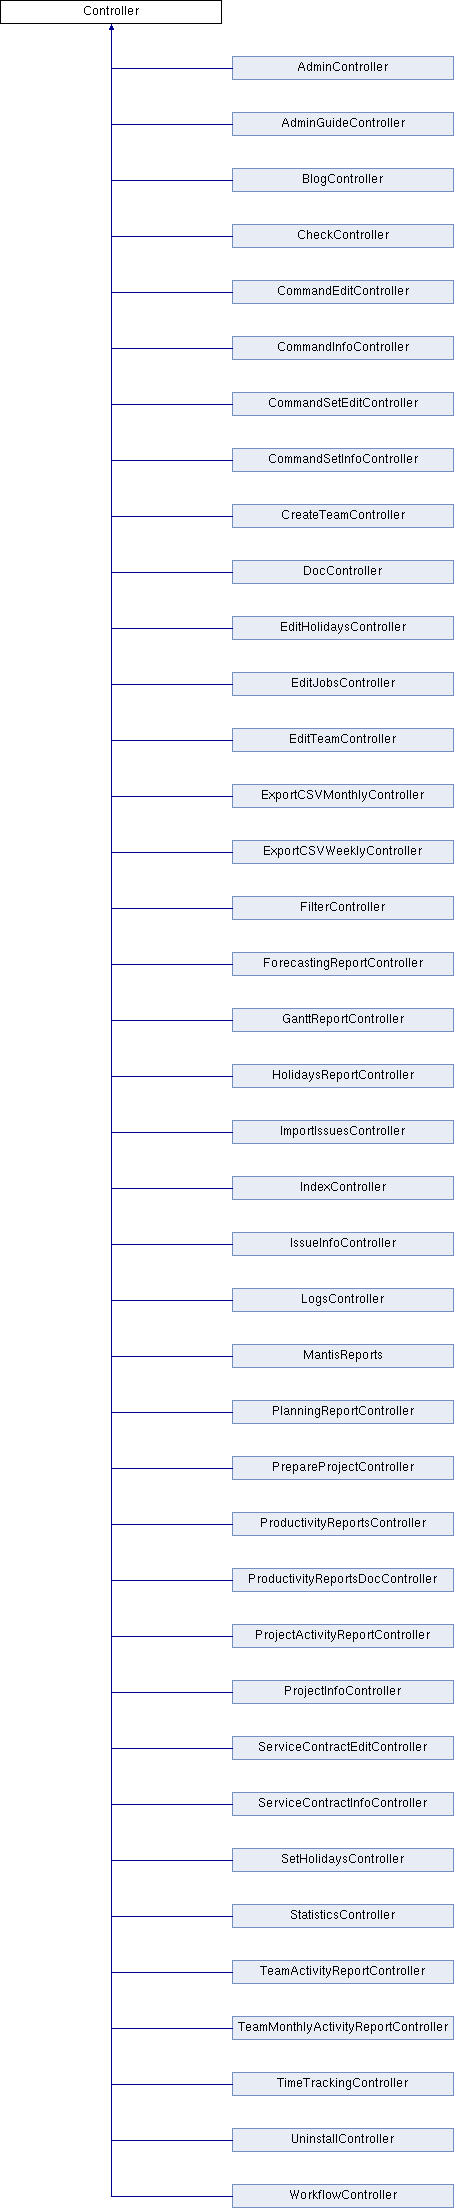 Controller
AdminController
AdminGuideController
BlogController
CheckController
CommandEditController
CommandInfoController
CommandSetEditController
CommandSetInfoController
CreateTeamController
DocController
EditHolidaysController
EditJobsController
EditTeamController
ExportCSVMonthlyController
ExportCSVWeeklyController
FilterController
ForecastingReportController
GanttReportController
HolidaysReportController
ImportIssuesController
IndexController
IssueInfoController
LogsController
MantisReports
PlanningReportController
PrepareProjectController
ProductivityReportsController
ProductivityReportsDocController
ProjectActivityReportController
ProjectInfoController
ServiceContractEditController
ServiceContractInfoController
SetHolidaysController
StatisticsController
TeamActivityReportController
TeamMonthlyActivityReportController
TimeTrackingController
UninstallController
WorkflowController